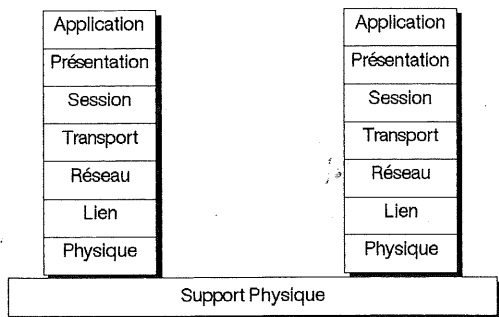 Application
Présentation
Session
Transport
Réseau
Lien
Physique
Application
Présentation
Session
Transport
Réseau
Lien
Physique
Support Physique